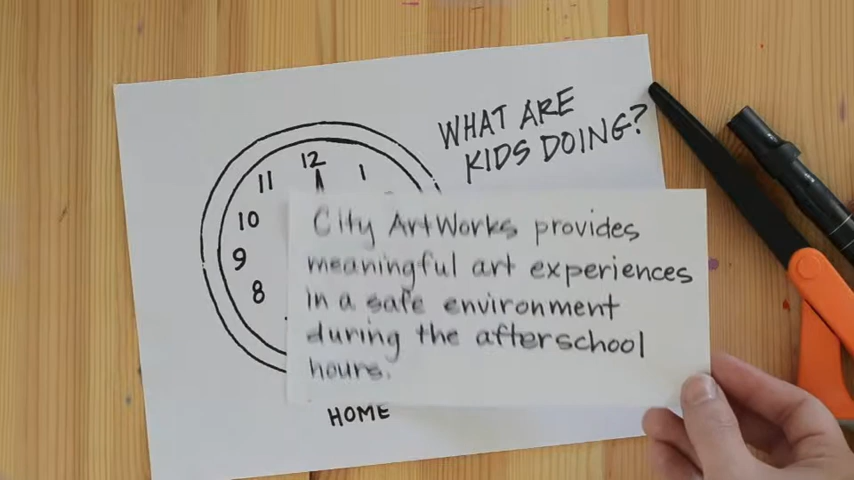 WHAT ARE
KIDS DOING?
12
11
1
10
9
8
City ArtWorks provides
meaningful art experiences
in a safe environment
during the afterschool
hours.
HOME